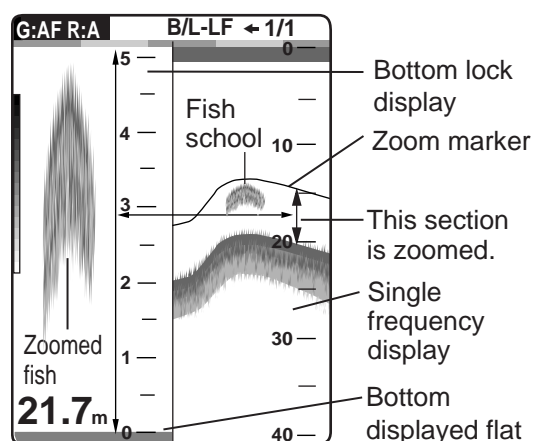 G:AF R:A B/L-LF ← 1/1
5
4
3
2
1
0
0
10
20
30
40
Fish
school
Zoomed
fish
21.7m
Bottom lock
display
Zoom marker
This section
is zoomed.
Single
frequency
display
Bottom
displayed flat